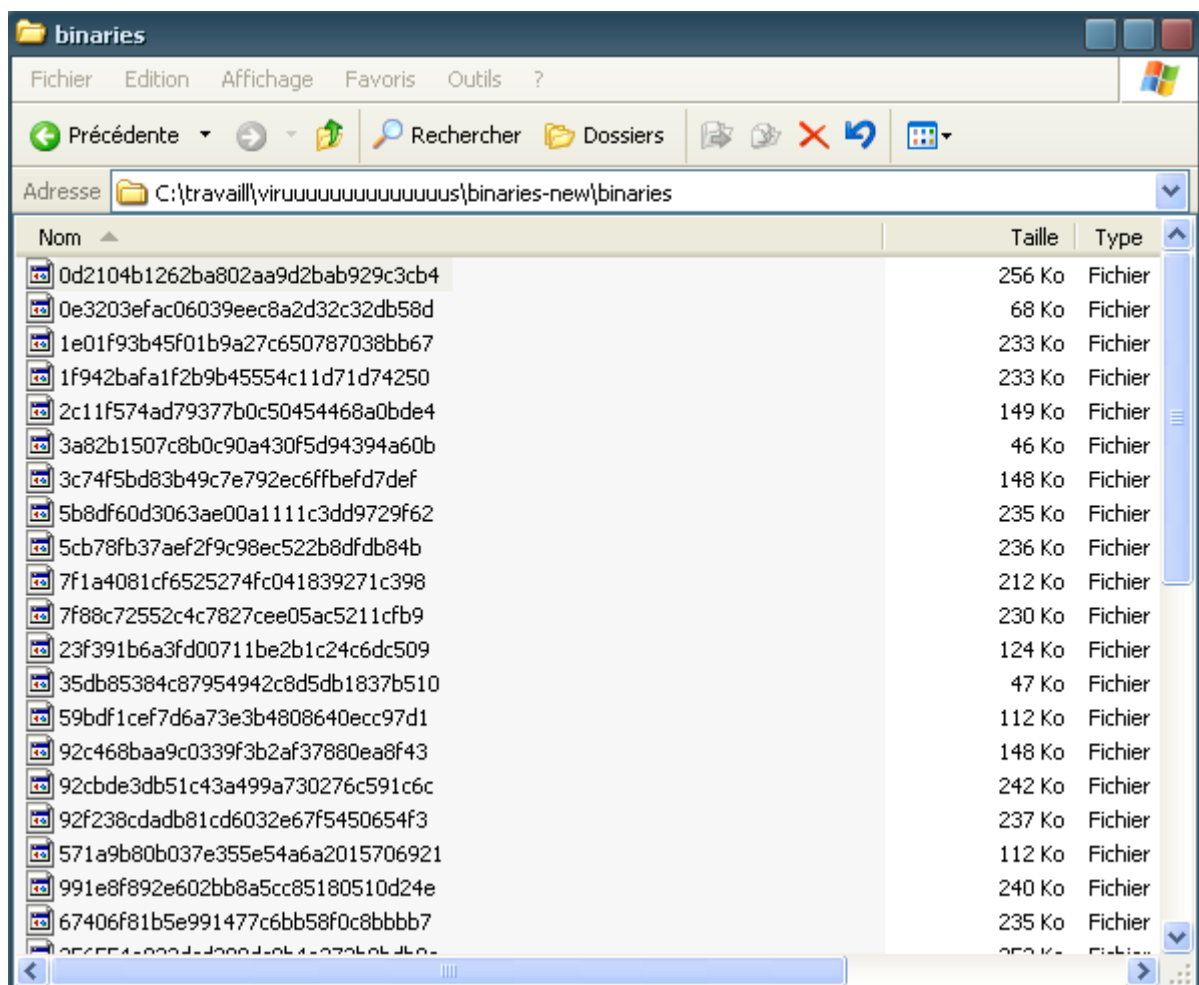 binaries
Fichier Edition Affichage Favoris Outils ?
Précédente Rechercher Dossiers
Adresse C:\travaill\viruuuuuuuuuuuuuuus\binaries-new\binaries
Nom Taille Type
0d2104b1262ba802aa9d2bab929c3cb4 256 Ko Fichier
0e3203efac06039eec8a2d32c32db58d 68 Ko Fichier
1e01f93b45f01b9a27c650787038bb67 233 Ko Fichier
1f942bafa1f2b9b45554c11d71d74250 233 Ko Fichier
2c11f574ad79377b0c50454468a0bde4 149 Ko Fichier
3a82b1507c8b0c90a430f5d94394a60b 46 Ko Fichier
3c74f5bd83b49c7e792ec6ffbefd7def 148 Ko Fichier
5b8df60d3063ae00a1111c3dd9729f62 235 Ko Fichier
5cb78fb37aef2f9c98ec522b8dfdb84b 236 Ko Fichier
7f1a4081cf6525274fc041839271c398 212 Ko Fichier
7f88c72552c4c7827cee05ac5211cfb9 230 Ko Fichier
23f391b6a3fd00711be2b1c24c6dc509 124 Ko Fichier
35db85384c87954942c8d5db1837b510 47 Ko Fichier
59bdf1cef7d6a73e3b4808640ecc97d1 112 Ko Fichier
92c468baa9c0339f3b2af37880ea8f43 148 Ko Fichier
92cbde3db51c43a499a730276c591c6c 242 Ko Fichier
92f238cdadb81cd6032e67f5450654f3 237 Ko Fichier
571a9b80b037e355e54a6a2015706921 112 Ko Fichier
991e8f892e602bb8a5cc85180510d24e 240 Ko Fichier
67406f81b5e991477c6bb58f0c8bbbb7 235 Ko Fichier